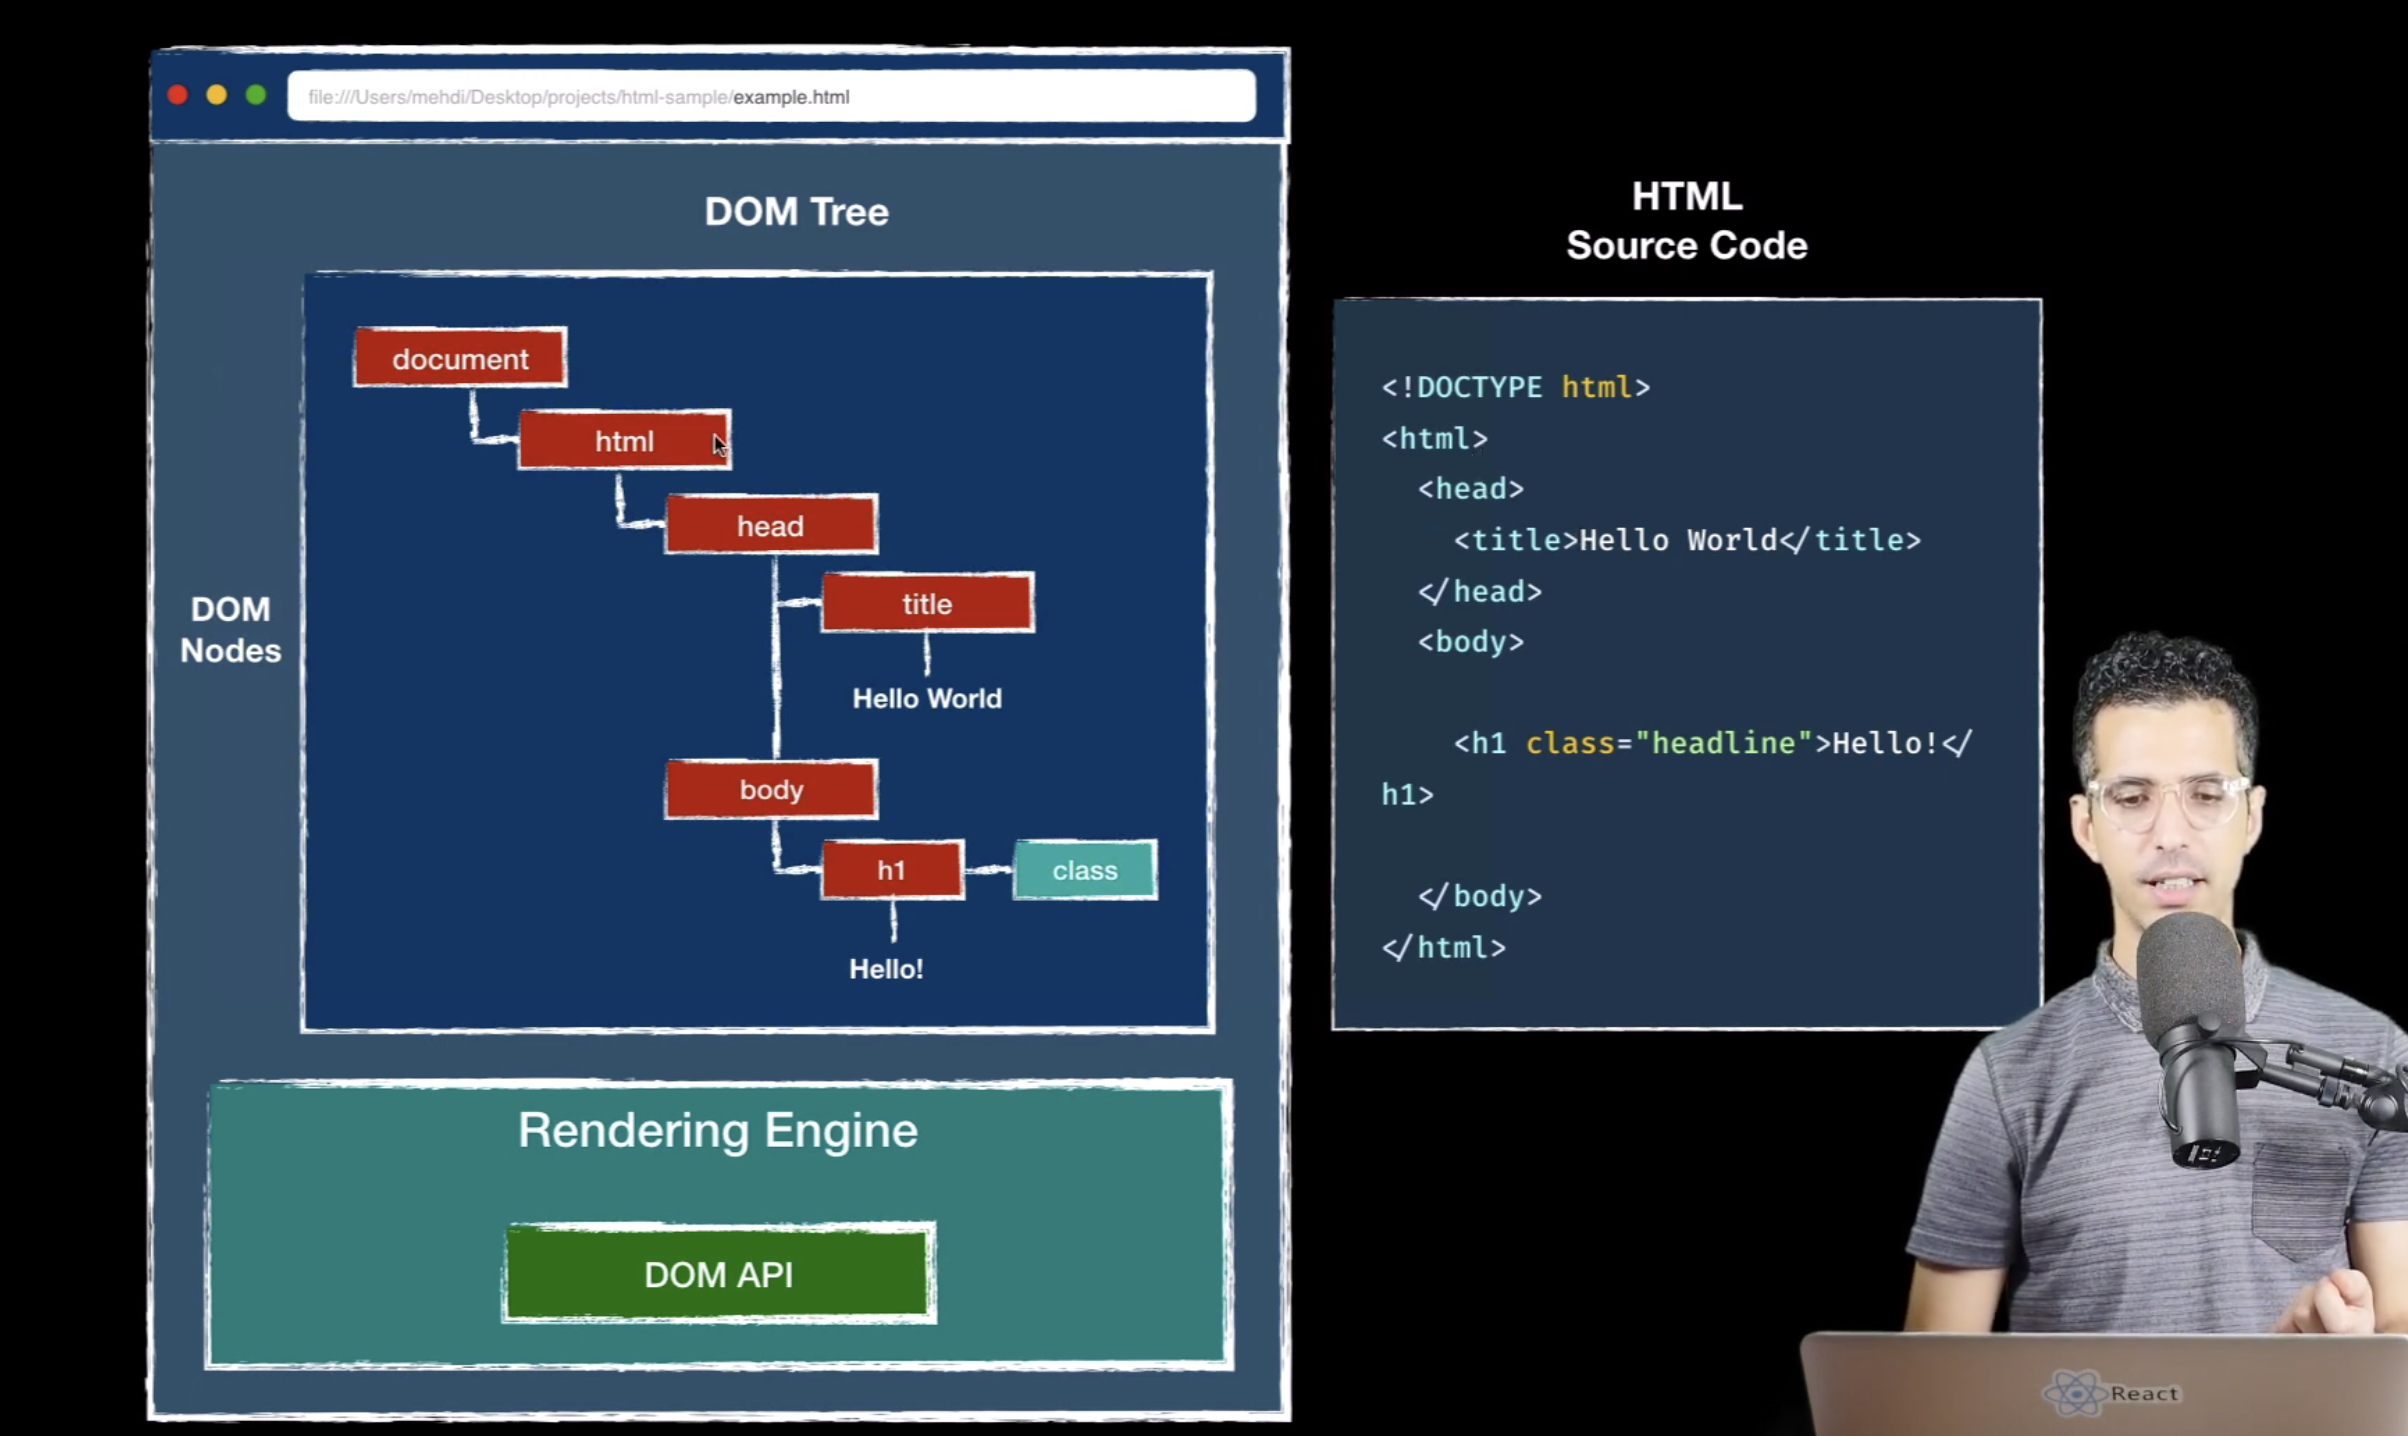 file:///Users/mehdi/Desktop/projects/html-sample/example.html
DOM Tree
DOM
Nodes
document
html
head
title
Hello World
body
h1
class
Hello!
Rendering Engine
DOM API
HTML
Source Code
<!DOCTYPE html>
<html>
<head>
<title>Hello World</title>
</head>
<body>
<h1 class="headline">Hello!</
h1>
</body>
</html>
React